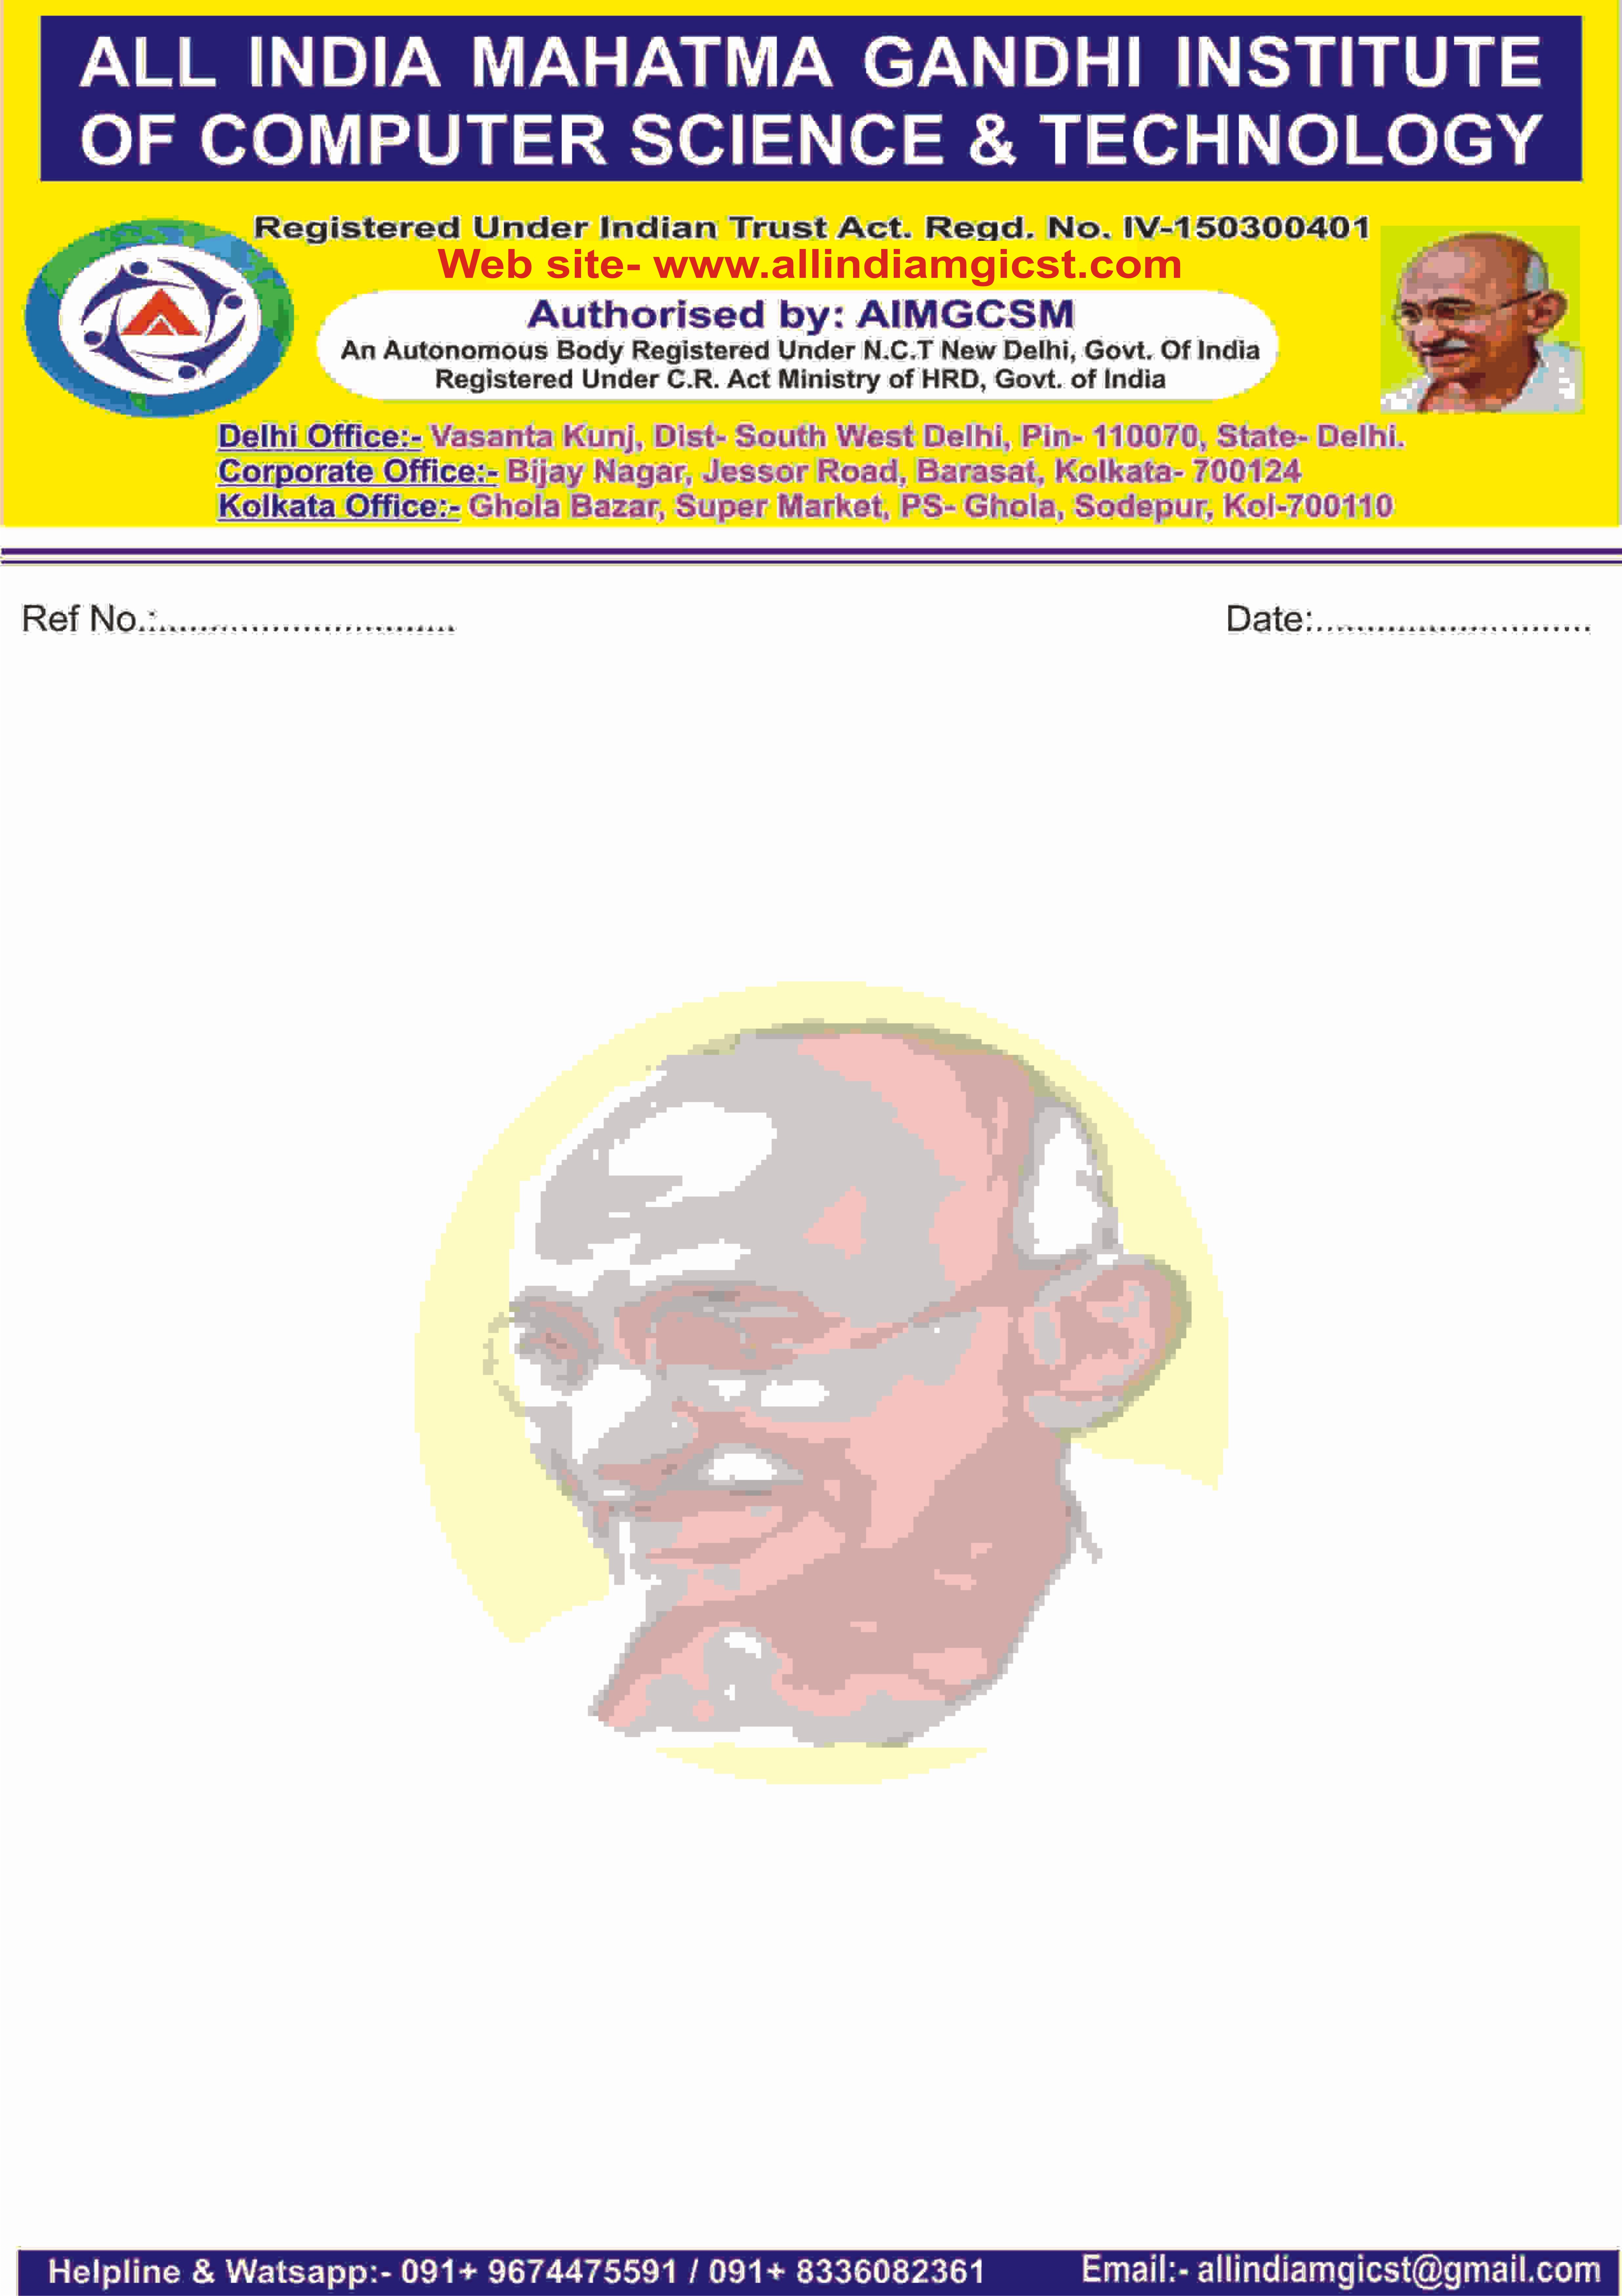 ALL INDIA MAHATMA GANDHI INSTITUTE
OF COMPUTER SCIENCE & TECHNOLOGY
Registered Under Indian Trust Act. Regd. No. IV-150300401
Web site- www.allindiamgicst.com
Authorised by: AIMGCSM
An Autonomous Body Registered Under N.C.T New Delhi, Govt. Of India
Registered Under C.R. Act Ministry of HRD, Govt. of India
Delhi Office:- Vasanta Kunj, Dist- South West Delhi, Pin- 110070, State- Delhi.
Corporate Office:- Bijay Nagar, Jessor Road, Barasat, Kolkata- 700124
Kolkata Office:- Ghola Bazar, Super Market, PS- Ghola, Sodepur, Kol-700110
Ref No.:............................. Date:...........................
Helpline & Watsapp:- 091+ 9674475591 / 091+ 8336082361 Email:- allindiamgicst@gmail.com